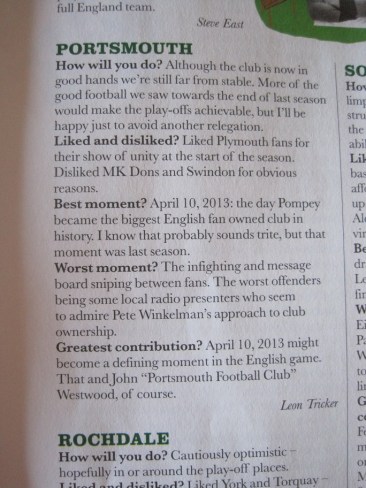 full England team.
Steve East
PORTSMOUTH
How will you do? Although the club is now in
good hands we're still far from stable. More of the
good football we saw towards the end of last season
would make the play-offs achievable, but I'll be
happy just to avoid another relegation.
Liked and disliked? Liked Plymouth fans for
their show of unity at the start of the season.
Disliked MK Dons and Swindon for obvious
reasons.
Best moment? April 10, 2013: the day Pompey
became the biggest English fan owned club in
history. I know that probably sounds trite, but that
moment was last season.
Worst moment? The infighting and message
board sniping between fans. The worst offenders
being some local radio presenters who seem
to admire Pete Winkelman's approach to club
ownership.
Greatest contribution? April 10, 2013 might
become a defining moment in the English game.
That and John "Portsmouth Football Club"
Westwood, of course.
Leon Tricker
ROCHDALE
How will you do? Cautiously optimistic –
hopefully in or around the play-off places.
Liked and disliked? Liked York and Torquay –